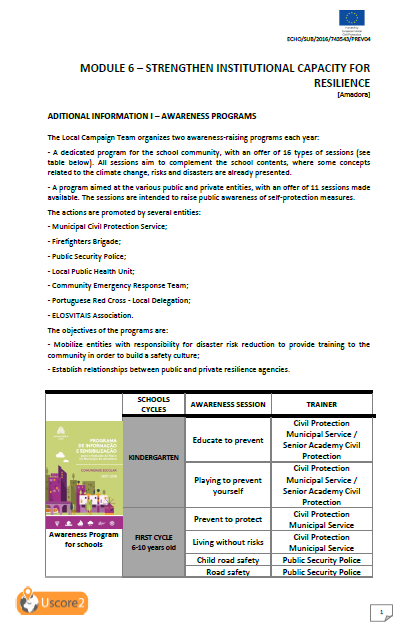 ECHO/SUB/2016/743543/PREV04
MODULE 6 – STRENGTHEN INSTITUTIONAL CAPACITY FOR
RESILIENCE
[Amadora]
ADITIONAL INFORMATION I – AWARENESS PROGRAMS
The Local Campaign Team organizes two awareness-raising programs each year:
- A dedicated program for the school community, with an offer of 16 types of sessions (see
table below). All sessions aim to complement the school contents, where some concepts
related to the climate change, risks and disasters are already presented.
- A program aimed at the various public and private entities, with an offer of 11 sessions made
available. The sessions are intended to raise public awareness of self-protection measures.
The actions are promoted by several entities:
- Municipal Civil Protection Service;
- Firefighters Brigade;
- Public Security Police;
- Local Public Health Unit;
- Community Emergency Response Team;
- Portuguese Red Cross - Local Delegation;
- ELOSVITAIS Association.
The objectives of the programs are:
- Mobilize entities with responsibility for disaster risk reduction to provide training to the
community in order to build a safety culture;
- Establish relationships between public and private resilience agencies.
SCHOOLS
CYCLES
AWARENESS SESSION
TRAINER
PROGRAMA
DE INFORMAÇÃO
E SENSIBILIZAÇÃO
Awareness Program
for schools
KINDERGARTEN
Educate to prevent
Civil Protection
Municipal Service /
Senior Academy Civil
Protection
Playing to prevent
yourself
Civil Protection
Municipal Service /
Senior Academy Civil
Protection
FIRST CYCLE
6-10 years old
Prevent to protect
Civil Protection
Municipal Service
Living without risks
Civil Protection
Municipal Service
Child road safety
Public Security Police
Road safety
Public Security Police
Uscore2
1